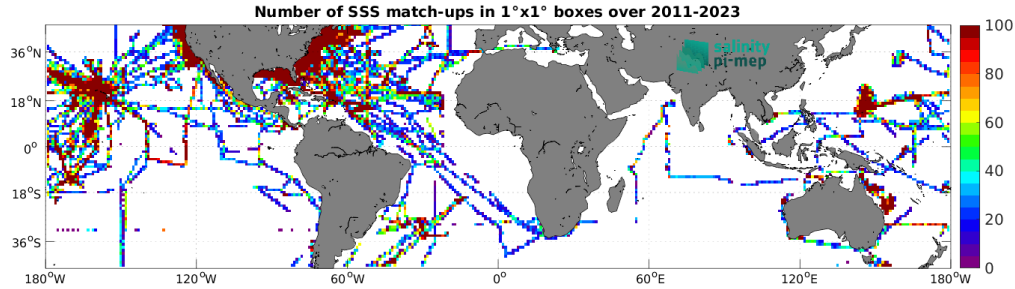 Number of SSS match-ups in 1°x1° boxes over 2011-2023
36°N
18°N
0°
18°S
36°S
180°W
120°W
60°W
0°
60°E
120°E
180°W
salinity
pi-mep
100
80
60
40
20
0